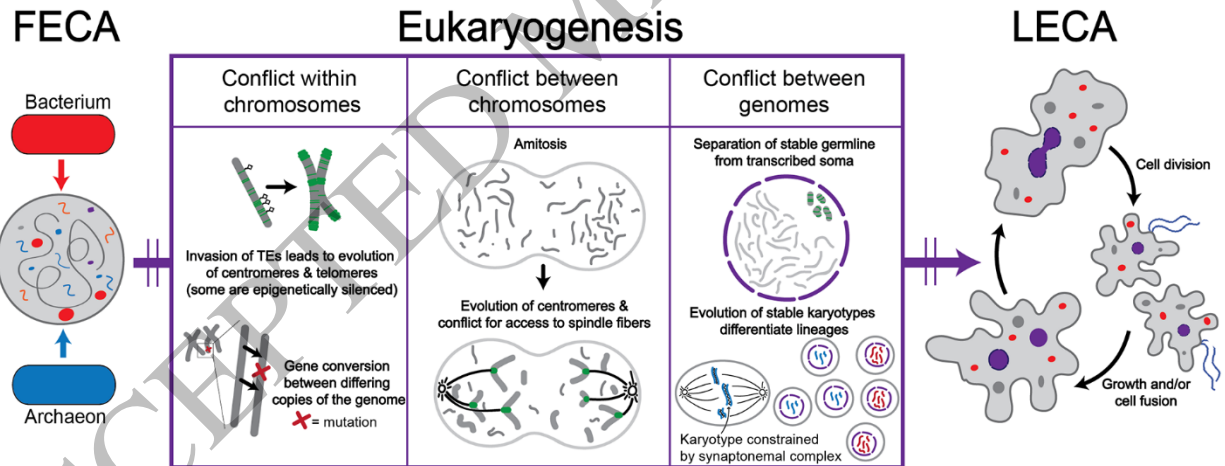 FECA
Eukaryogenesis
LECA
Bacterium
Archaeon
Conflict within
chromosomes
Invasion of TEs leads to evolution
of centromeres & telomeres
(some are epigenetically silenced)
Gene conversion
between differing
copies of the genome
= mutation
Conflict between
chromosomes
Amitosis
Evolution of centromeres &
conflict for access to spindle fibers
Conflict between
genomes
Separation of stable germline
from transcribed soma
Evolution of stable karyotypes
differentiate lineages
Karyotype constrained
by synaptonemal complex
Cell division
Growth and/or
cell fusion
CEPTED M